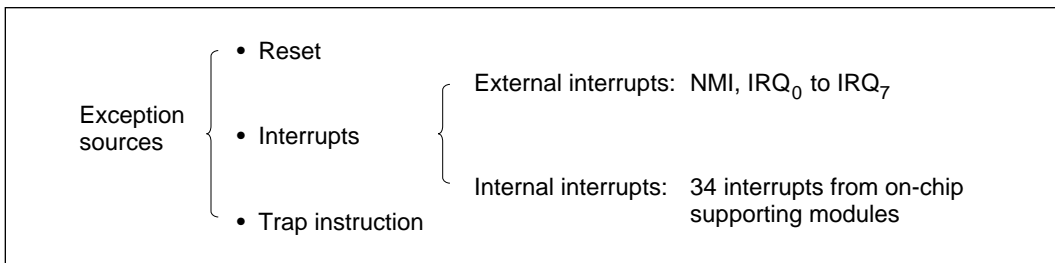 Exception
sources
• Reset
• Interrupts
• Trap instruction
External interrupts: NMI, IRQ0 to IRQ7
Internal interrupts: 34 interrupts from on-chip
supporting modules